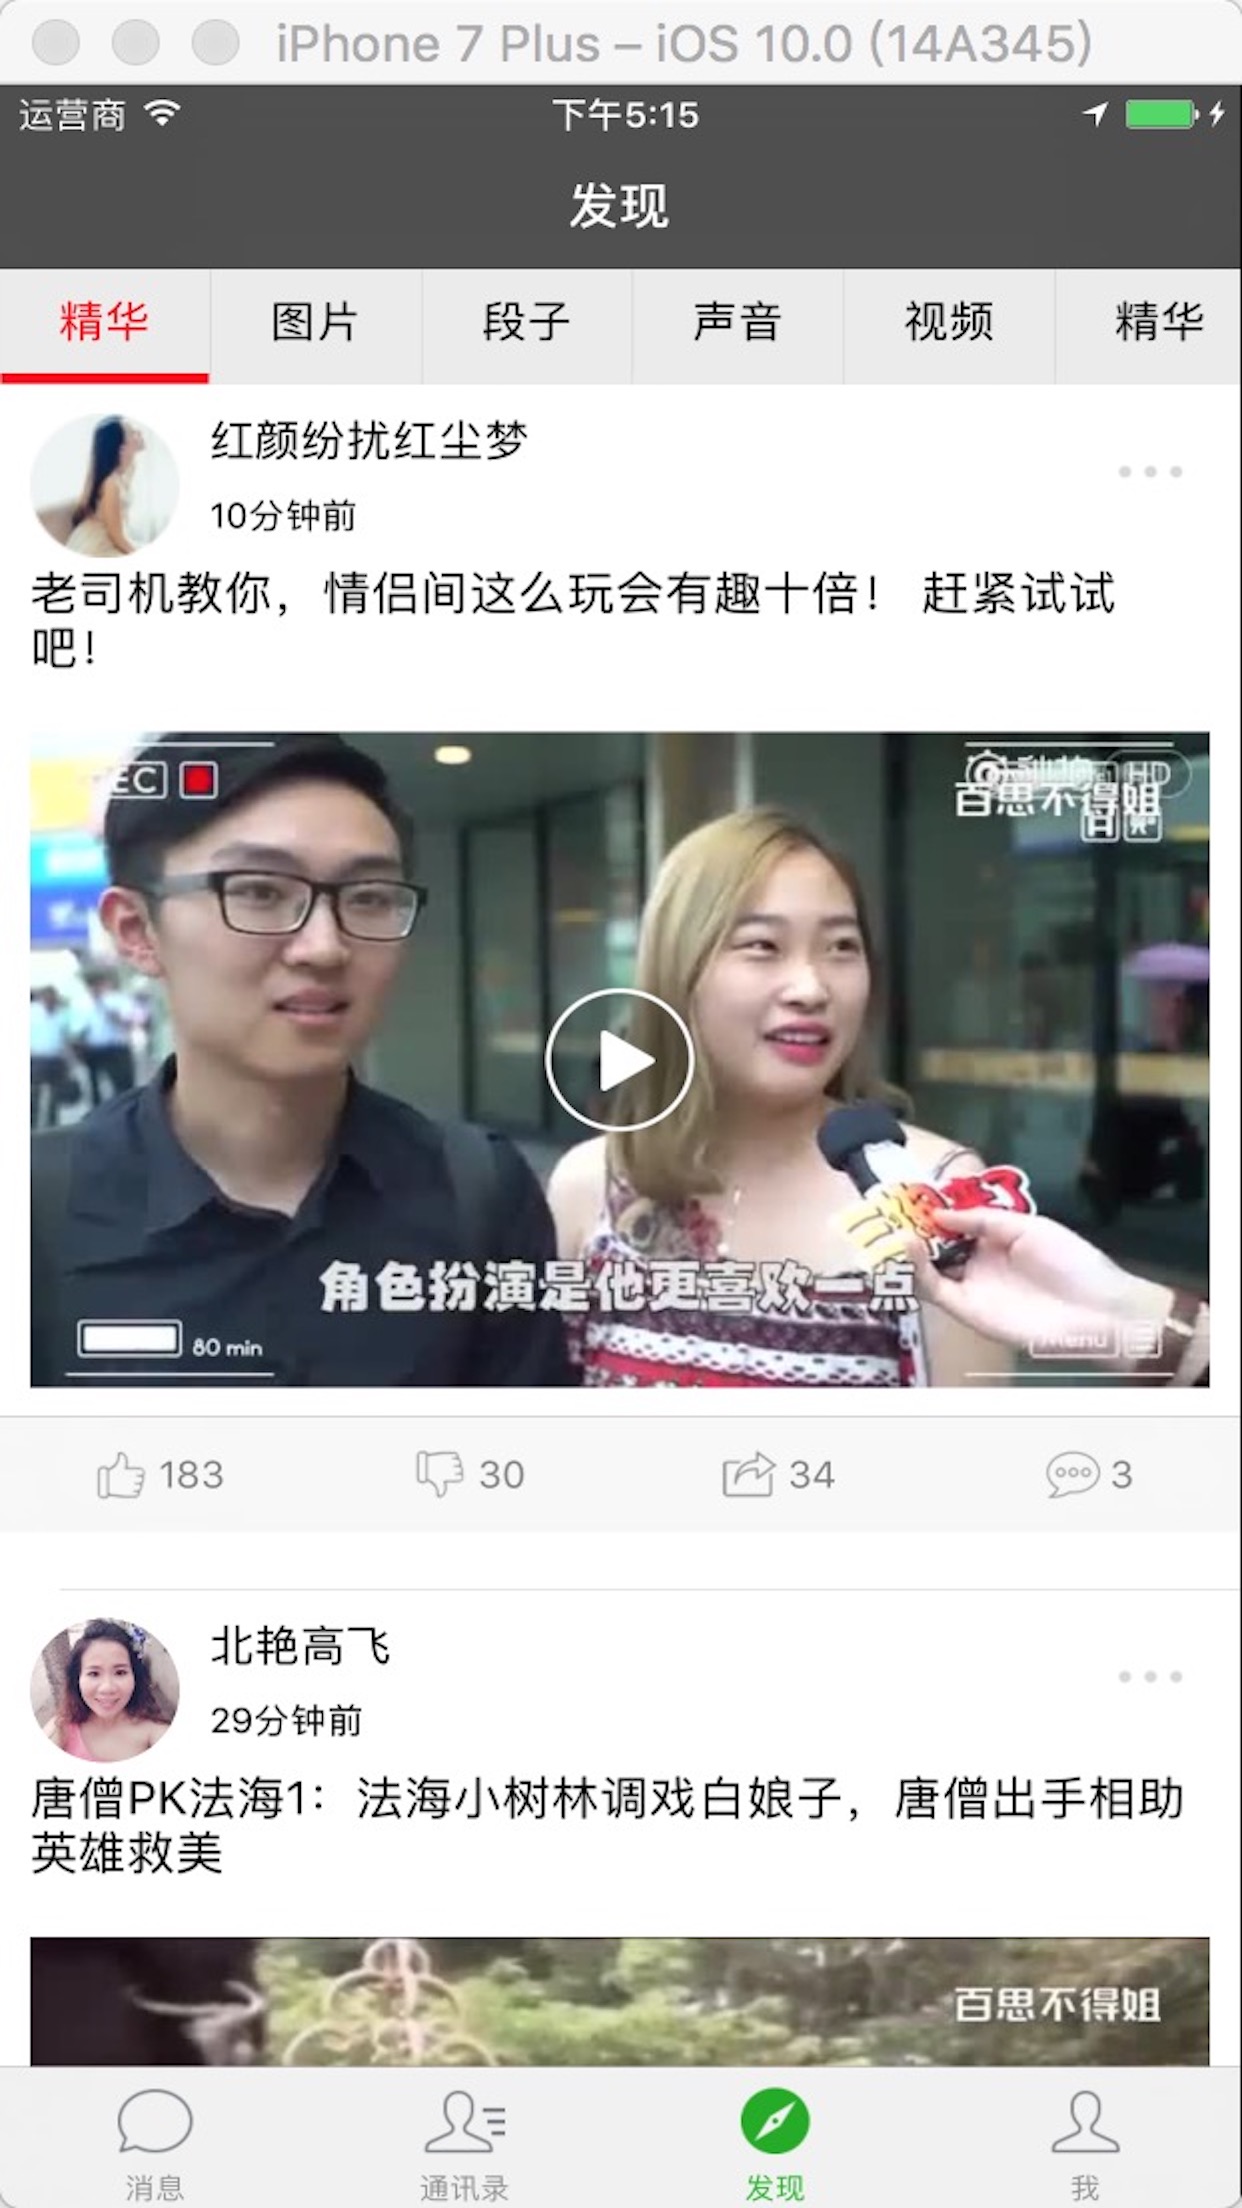 iPhone 7 Plus – iOS 10.0 (14A345)
运营商 下午5:15
发现
精华 图片 段子 声音 视频 精华
红颜纷扰红尘梦
10分钟前
老司机教你，情侣间这么玩会有趣十倍！ 赶紧试试
吧！
EC HD
百思不得姐
角色扮演是他更喜欢一点
80 min Menu
183 30 34 3
北艳高飞
29分钟前
唐僧PK法海1：法海小树林调戏白娘子，唐僧出手相助
英雄救美
百思不得姐
消息 通讯录 发现 我